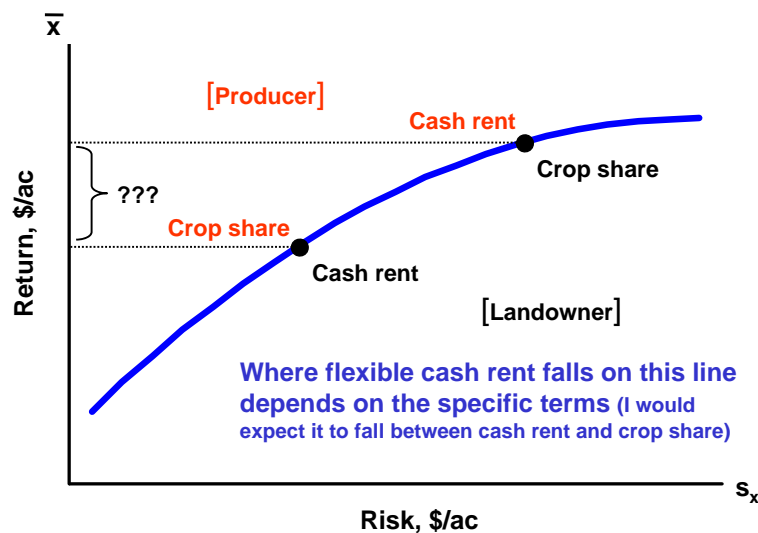 x̅
[Producer]
Cash rent
Crop share
???
Crop share
Cash rent
Return, $/ac
[Landowner]
Where flexible cash rent falls on this line
depends on the specific terms (I would
expect it to fall between cash rent and crop share)
sx
Risk, $/ac